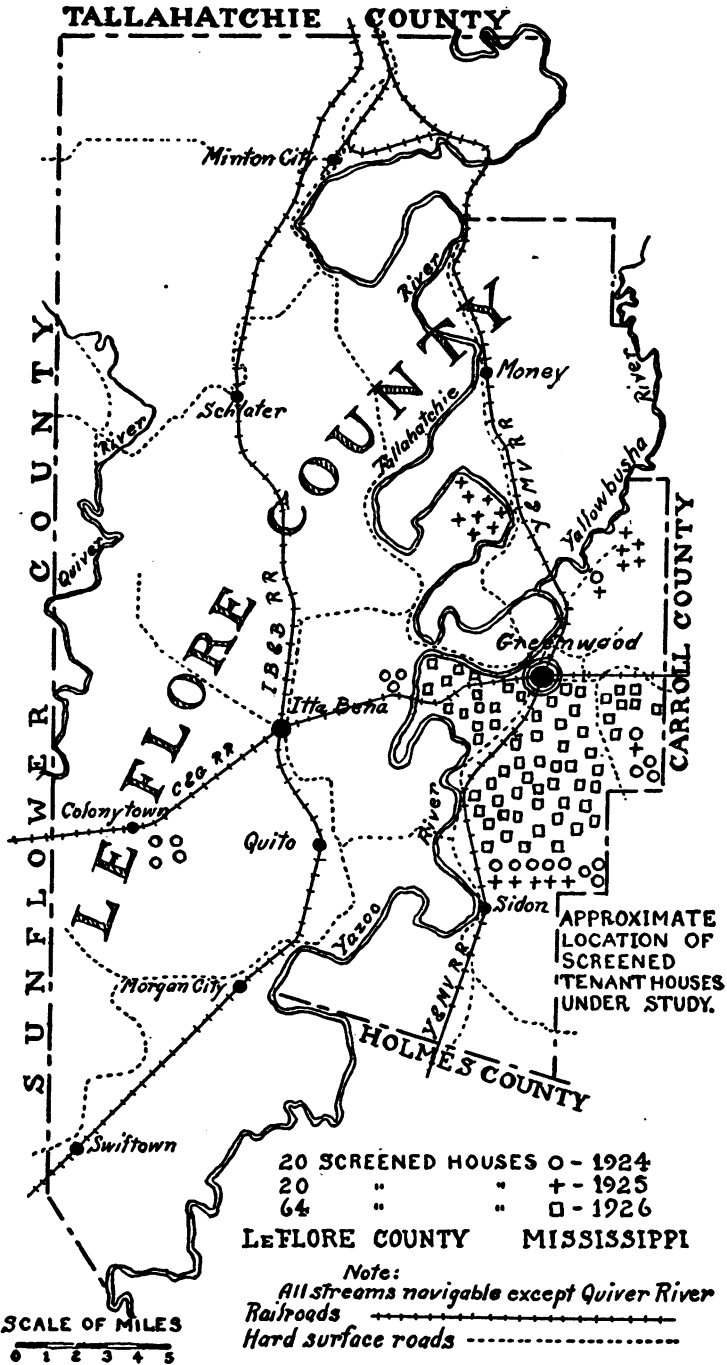 TALLAHATCHIE COUNTY
Minton City
River
Money
Schlater
River
River
Tallahatchie
Y & MV RR
Yallowbusha
Quiver
SUNFLOWER COUNTY
LEFLORE COUNTY
CARROLL COUNTY
Greenwood
I B & B RR
Itta Bena
C & G RR
Colonytown
Quito
River
Sidon
Yazoo
APPROXIMATE
LOCATION OF
SCREENED
TENANT HOUSES
UNDER STUDY.
Morgan City
Y & MV RR
HOLMES COUNTY
Swiftown
20 SCREENED HOUSES O - 1924
20 " " + - 1925
64 " " □ - 1926
LEFLORE COUNTY MISSISSIPPI
Note:
All streams navigable except Quiver River
Railroads
Hard surface roads
SCALE OF MILES
0 1 2 3 4 5